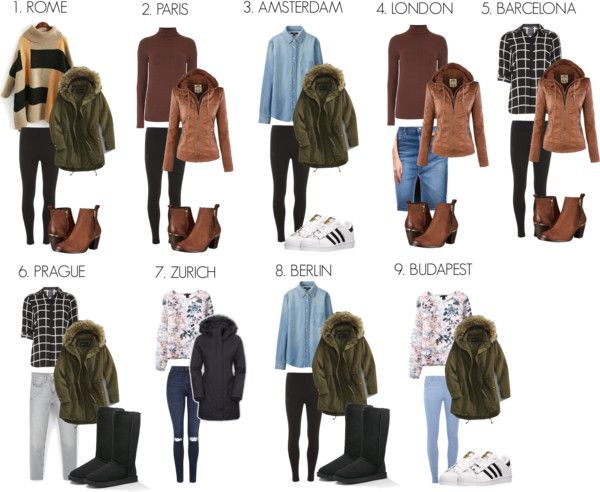 1. ROME
2. PARIS
3. AMSTERDAM
4. LONDON
5. BARCELONA
6. PRAGUE
7. ZURICH
8. BERLIN
9. BUDAPEST